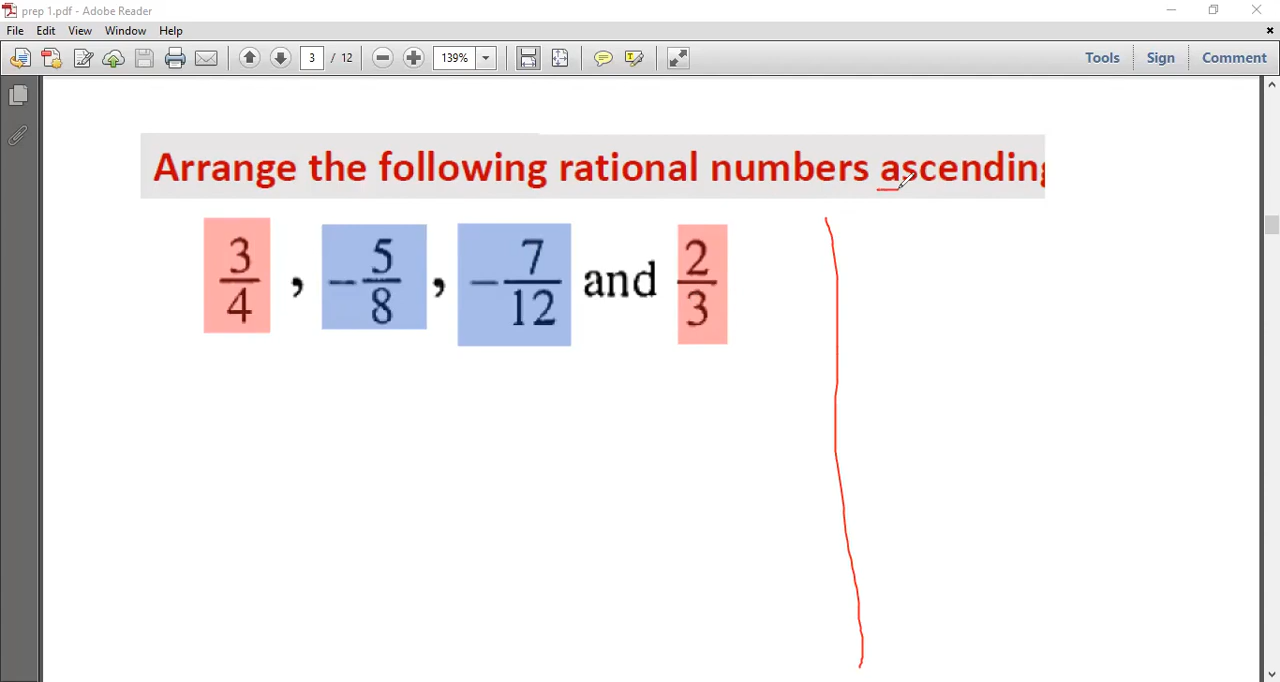 prep 1.pdf - Adobe Reader
File Edit View Window Help
3 / 12 139% Tools Sign Comment
Arrange the following rational numbers ascending
3/4 , -5/8 , -7/12 and 2/3